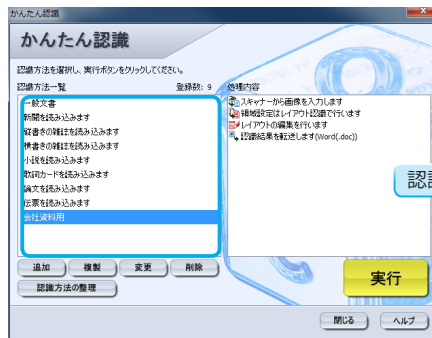 かんたん認識
かんたん認識
認識方法を選択し、実行ボタンをクリックしてください。
認識方法一覧 登録数: 9 処理内容
一般文書
新聞を読み込みます
縦書きの雑誌を読み込みます
横書きの雑誌を読み込みます
小説を読み込みます
歌詞カードを読み込みます
論文を読み込みます
伝票を読み込みます
会社資料用
スキャナーから画像を入力します
領域設定はレイアウト認識で行います
レイアウトの編集を行います
認識結果を転送します(Word(.doc))
追加 複製 変更 削除
認識方法の整理
実行
閉じる ヘルプ